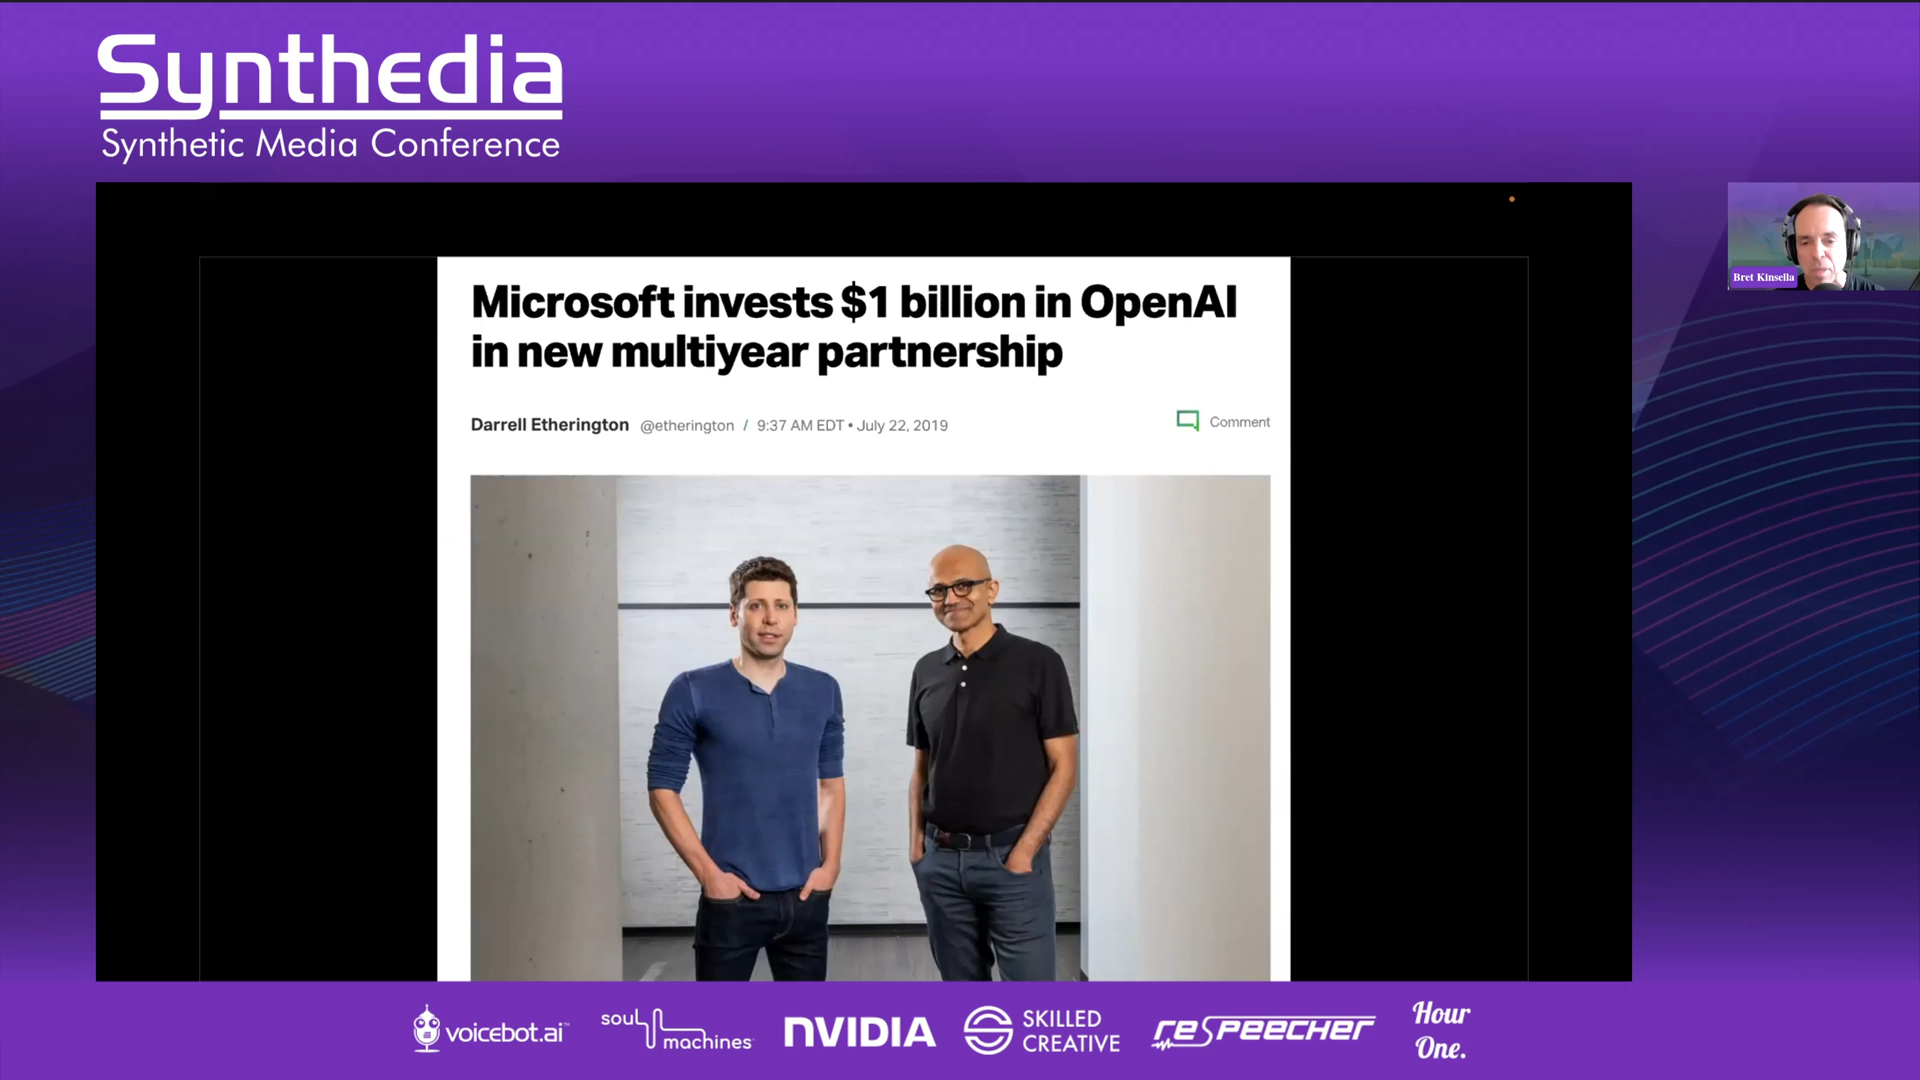 Synthedia
Synthetic Media Conference
Bret Kinsella
Microsoft invests $1 billion in OpenAI
in new multiyear partnership
Darrell Etherington @etherington / 9:37 AM EDT • July 22, 2019
Comment
voicebot.ai
soul machines
NVIDIA
SKILLED
CREATIVE
reSPEECHER
Hour
One.